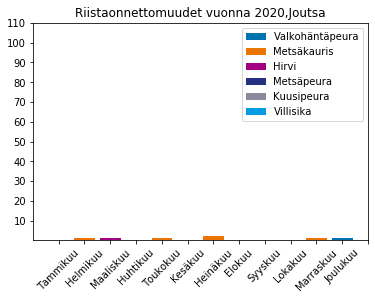 Riistaonnettomuudet vuonna 2020,Joutsa
110
100
90
80
70
60
50
40
30
20
10
Valkohäntäpeura
Metsäkauris
Hirvi
Metsäpeura
Kuusipeura
Villisika
Tammikuu
Helmikuu
Maaliskuu
Huhtikuu
Toukokuu
Kesäkuu
Heinäkuu
Elokuu
Syyskuu
Lokakuu
Marraskuu
Joulukuu